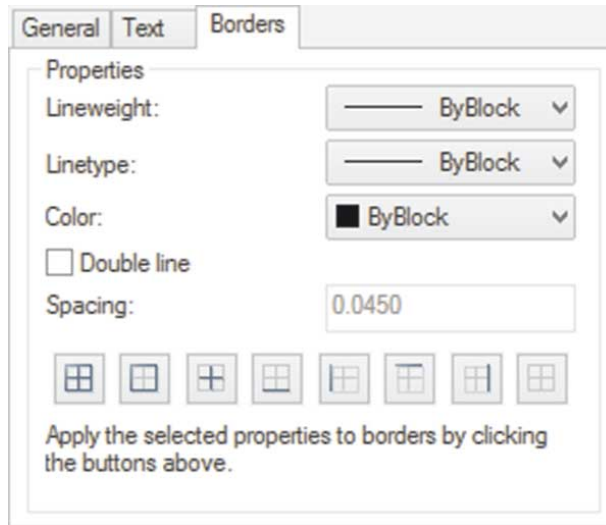 General Text Borders
Properties
Lineweight: ByBlock
Linetype: ByBlock
Color: ByBlock
Double line
Spacing: 0.0450
Apply the selected properties to borders by clicking
the buttons above.